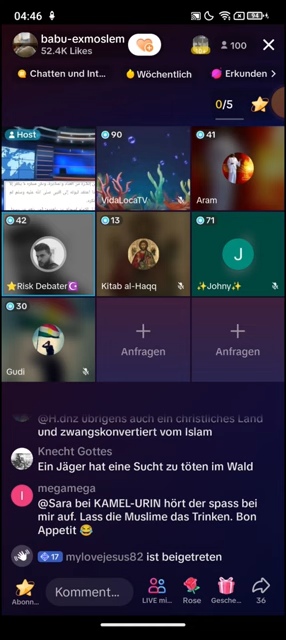 04:46
94
babu-exmoslem
52.4K Likes
100
Chatten und Int...
Wöchentlich
Erkunden
0/5
Host
90
41
VidaLocaTV
Aram
42
13
71
J
⭐Risk Debater☪
Kitab al-Haqq
✨Johny✨
30
Gudi
Anfragen
Anfragen
@H.dnz übrigens auch ein christliches Land
und zwangskonvertiert vom Islam
Knecht Gottes
Ein Jäger hat eine Sucht zu töten im Wald
megamega
@Sara bei KAMEL-URIN hört der spass bei
mir auf. Lass die Muslime das Trinken. Bon
Appetit 😂
17 mylovejesus82 ist beigetreten
Abonn...
Komment...
LIVE mi...
Rose
Gesche...
36